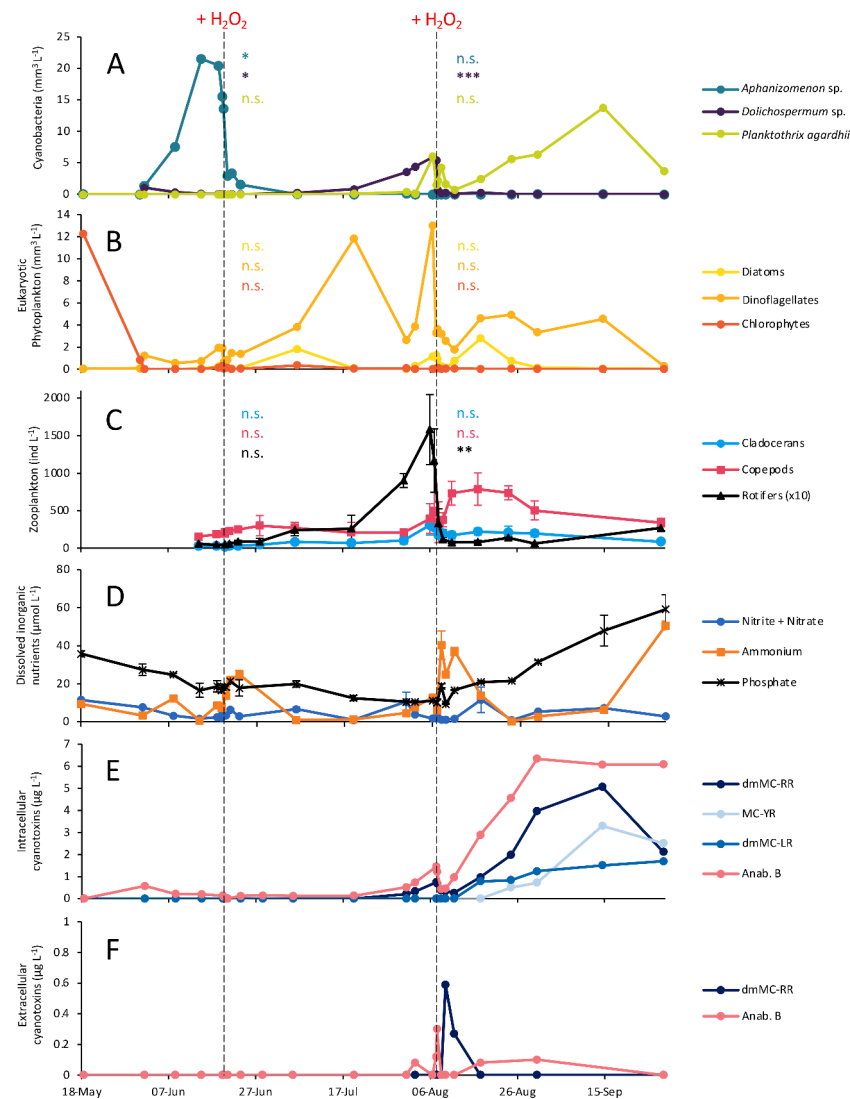 + H₂O₂ + H₂O₂
A
Cyanobacteria (mm³ L⁻¹)
25
20
15
10
5
0
*
*
n.s.
n.s.
***
n.s.
Aphanizomenon sp.
Dolichospermum sp.
Planktothrix agardhii
B
Eukaryotic
Phytoplankton (mm³ L⁻¹)
14
12
10
8
6
4
2
0
n.s.
n.s.
n.s.
n.s.
n.s.
n.s.
Diatoms
Dinoflagellates
Chlorophytes
C
Zooplankton (ind L⁻¹)
2000
1500
1000
500
0
n.s.
n.s.
n.s.
n.s.
n.s.
**
Cladocerans
Copepods
Rotifers (x10)
D
Dissolved inorganic
nutrients (µmol L⁻¹)
80
60
40
20
0
Nitrite + Nitrate
Ammonium
Phosphate
E
Intracellular
cyanotoxins (µg L⁻¹)
7
6
5
4
3
2
1
0
dmMC-RR
MC-YR
dmMC-LR
Anab. B
F
Extracellular
cyanotoxins (µg L⁻¹)
1
0.8
0.6
0.4
0.2
0
dmMC-RR
Anab. B
18-May 07-Jun 27-Jun 17-Jul 06-Aug 26-Aug 15-Sep